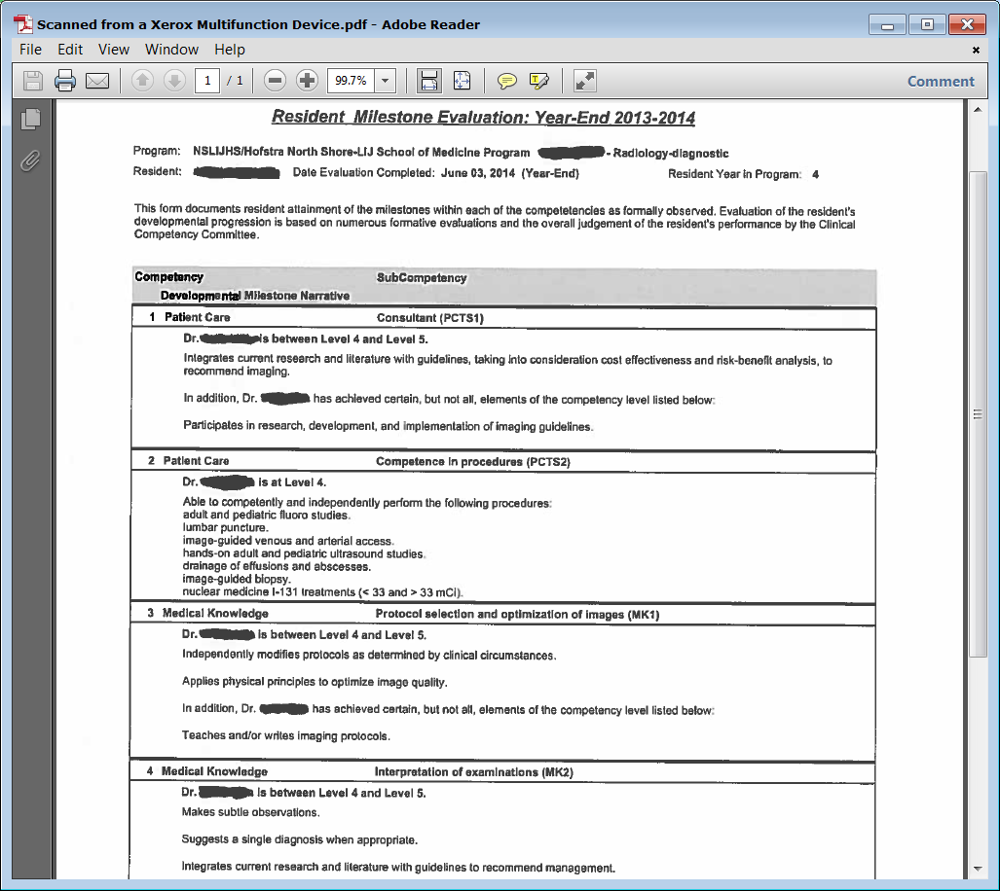 Scanned from a Xerox Multifunction Device.pdf - Adobe Reader
File Edit View Window Help
1 / 1 99.7% Comment
Resident Milestone Evaluation: Year-End 2013-2014
Program: NSLIJHS/Hofstra North Shore-LIJ School of Medicine Program - Radiology-diagnostic
Resident: Date Evaluation Completed: June 03, 2014 (Year-End) Resident Year in Program: 4
This form documents resident attainment of the milestones within each of the competetencies as formally observed. Evaluation of the resident's
developmental progression is based on numerous formative evaluations and the overall judgement of the resident's performance by the Clinical
Competency Committee.
Competency SubCompetency
Developmental Milestone Narrative
1 Patient Care Consultant (PCTS1)
Dr. is between Level 4 and Level 5.
Integrates current research and literature with guidelines, taking into consideration cost effectiveness and risk-benefit analysis, to
recommend imaging.
In addition, Dr. has achieved certain, but not all, elements of the competency level listed below:
Participates in research, development, and implementation of imaging guidelines.
2 Patient Care Competence in procedures (PCTS2)
Dr. is at Level 4.
Able to competently and independently perform the following procedures:
adult and pediatric fluoro studies.
lumbar puncture.
image-guided venous and arterial access.
hands-on adult and pediatric ultrasound studies.
drainage of effusions and abscesses.
image-guided biopsy.
nuclear medicine I-131 treatments (< 33 and > 33 mCi).
3 Medical Knowledge Protocol selection and optimization of images (MK1)
Dr. is between Level 4 and Level 5.
Independently modifies protocols as determined by clinical circumstances.
Applies physical principles to optimize image quality.
In addition, Dr. has achieved certain, but not all, elements of the competency level listed below:
Teaches and/or writes imaging protocols.
4 Medical Knowledge Interpretation of examinations (MK2)
Dr. is between Level 4 and Level 5.
Makes subtle observations.
Suggests a single diagnosis when appropriate.
Integrates current research and literature with guidelines to recommend management.